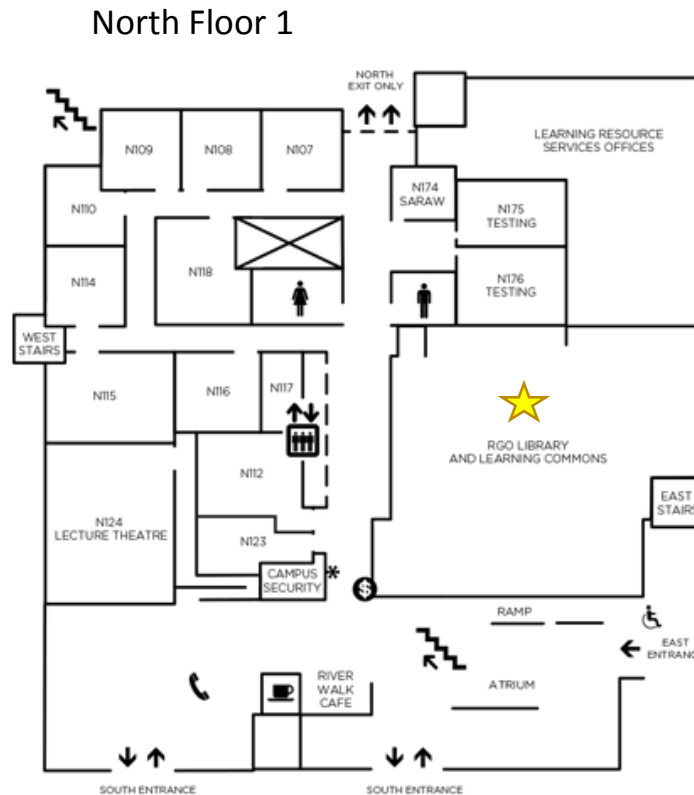 North Floor 1
NORTH
EXIT ONLY
LEARNING RESOURCE
SERVICES OFFICES
N109
N108
N107
N174
SARAW
N175
TESTING
N110
N118
N114
N176
TESTING
WEST
STAIRS
N115
N116
N117
RGO LIBRARY
AND LEARNING COMMONS
N112
EAST
STAIRS
N124
LECTURE THEATRE
N123
CAMPUS
SECURITY
*
$
RAMP
EAST
ENTRANC
RIVER
WALK
CAFE
ATRIUM
SOUTH ENTRANCE
SOUTH ENTRANCE